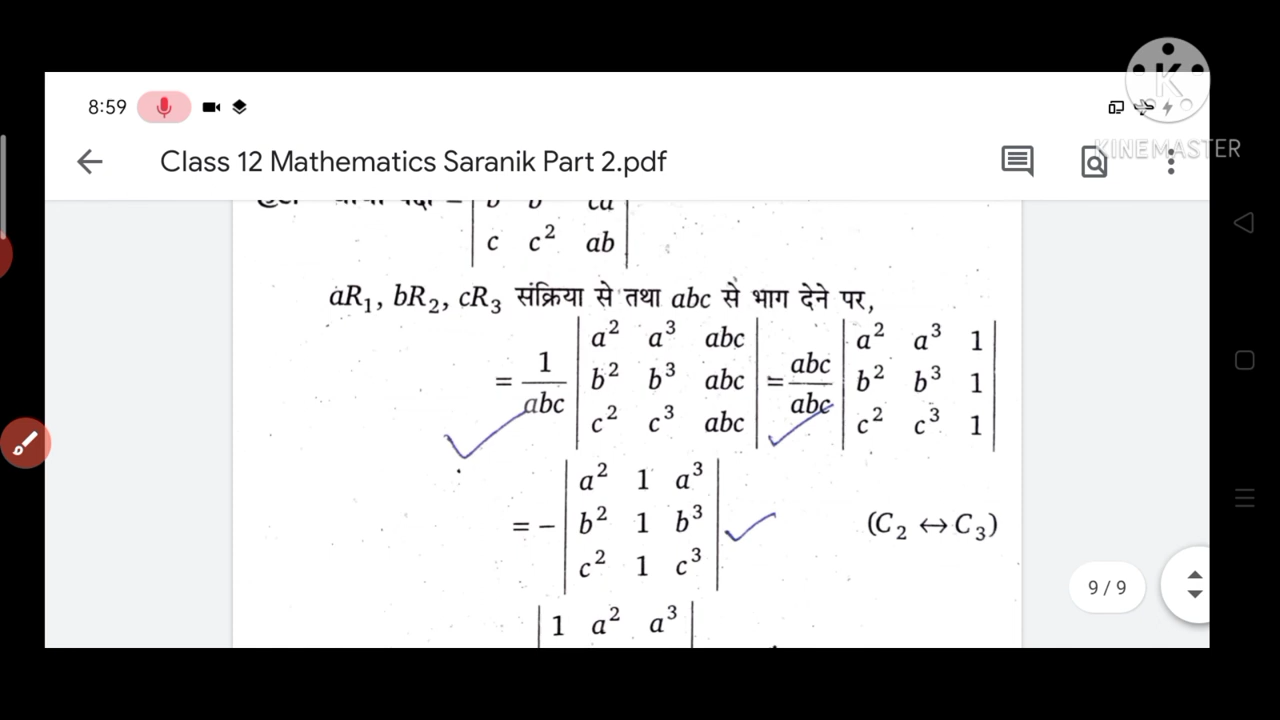 8:59
KINEMASTER
Class 12 Mathematics Saranik Part 2.pdf
= | b b ca |
| c c² ab |
aR₁, bR₂, cR₃ संक्रिया से तथा abc से भाग देने पर,
= 1/abc | a² a³ abc | = abc/abc | a² a³ 1 |
| b² b³ abc | | b² b³ 1 |
| c² c³ abc | | c² c³ 1 |
= − | a² 1 a³ |
| b² 1 b³ | (C₂ ↔ C₃)
| c² 1 c³ |
9 / 9
| 1 a² a³ |